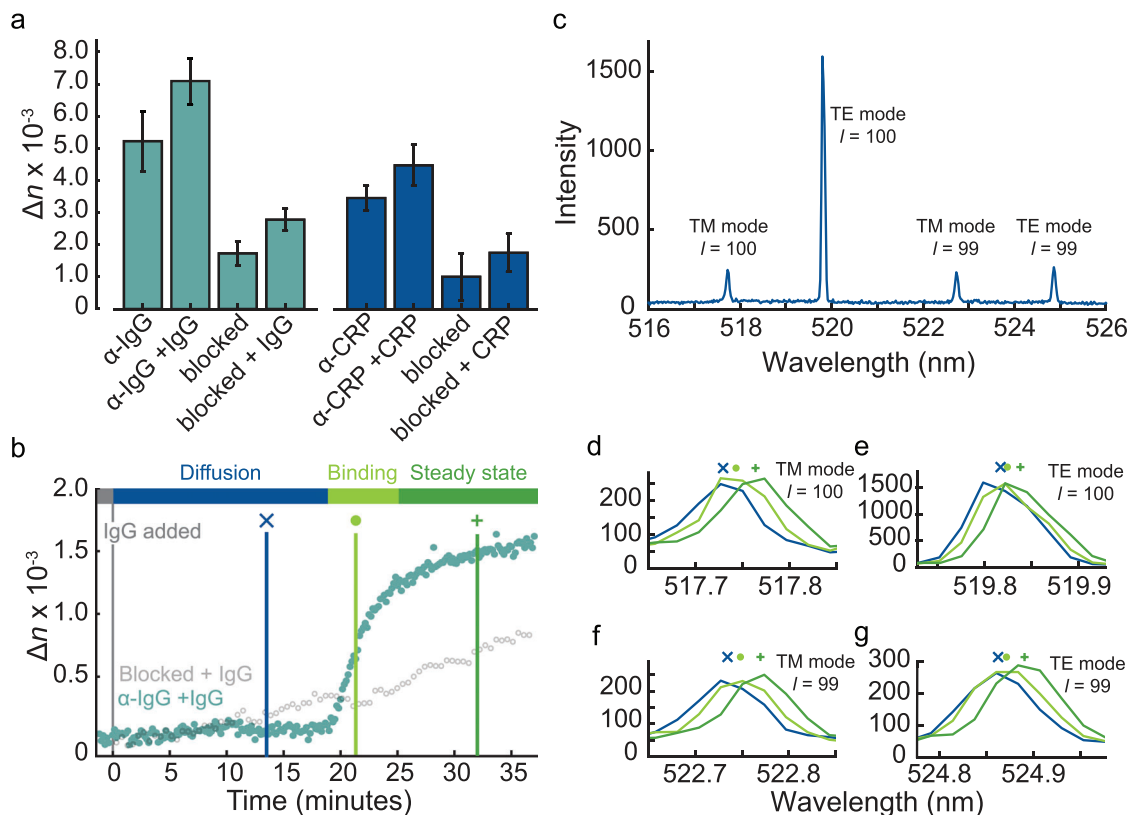 a
8.0
7.0
6.0
5.0
4.0
3.0
2.0
1.0
0
Δn x 10⁻³
α-IgG
α-IgG +IgG
blocked
blocked + IgG
α-CRP
α-CRP +CRP
blocked
blocked + CRP
b
Diffusion
Binding
Steady state
2.0
1.5
1.0
0.5
0
Δn x 10⁻³
IgG added
Blocked + IgG
α-IgG +IgG
0
5
10
15
20
25
30
35
Time (minutes)
c
1500
1000
500
0
Intensity
TM mode
l = 100
TE mode
l = 100
TM mode
l = 99
TE mode
l = 99
516
518
520
522
524
526
Wavelength (nm)
d
TM mode
l = 100
200
100
0
517.7
517.8
e
TE mode
l = 100
1500
1000
500
0
519.8
519.9
f
TM mode
l = 99
200
100
0
522.7
522.8
g
TE mode
l = 99
300
200
100
0
524.8
524.9
Wavelength (nm)